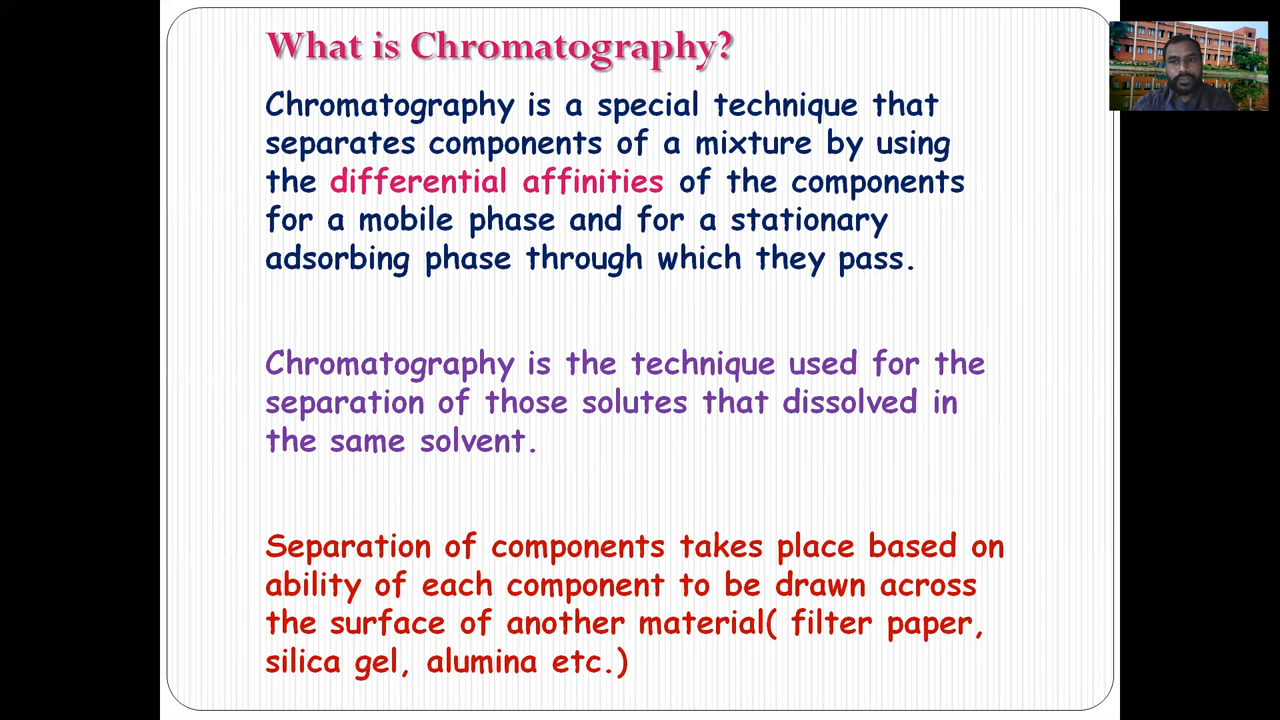 What is Chromatography?
Chromatography is a special technique that
separates components of a mixture by using
the differential affinities of the components
for a mobile phase and for a stationary
adsorbing phase through which they pass.
Chromatography is the technique used for the
separation of those solutes that dissolved in
the same solvent.
Separation of components takes place based on
ability of each component to be drawn across
the surface of another material( filter paper,
silica gel, alumina etc.)